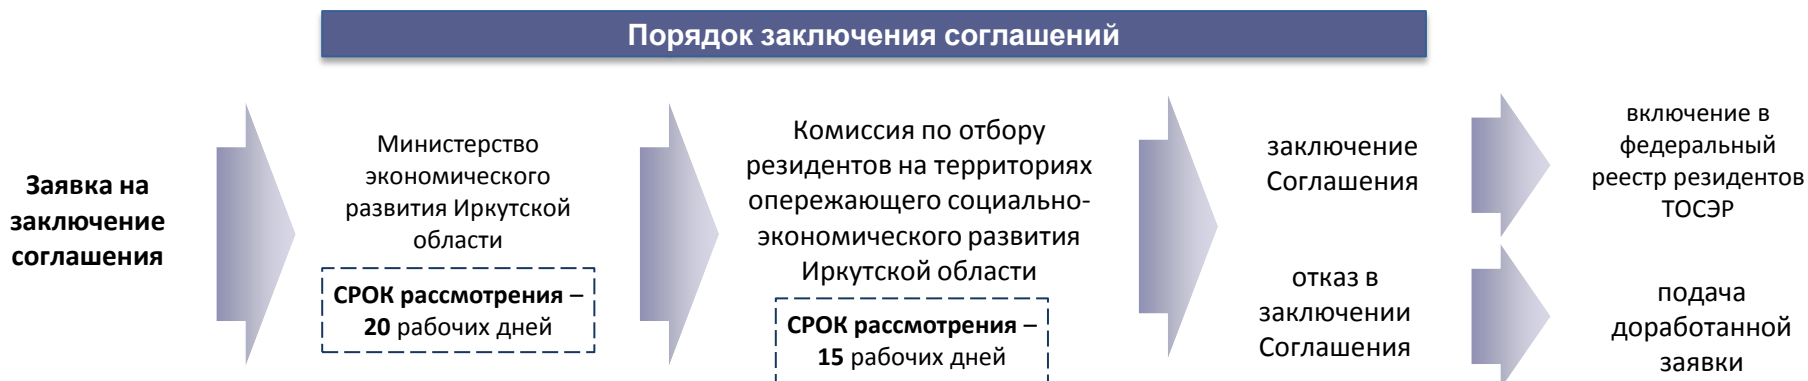 Порядок заключения соглашений
Заявка на
заключение
соглашения
Министерство
экономического
развития Иркутской
области
СРОК рассмотрения –
20 рабочих дней
Комиссия по отбору
резидентов на территориях
опережающего социально-
экономического развития
Иркутской области
СРОК рассмотрения –
15 рабочих дней
заключение
Соглашения
включение в
федеральный
реестр резидентов
ТОСЭР
отказ в
заключении
Соглашения
подача
доработанной
заявки